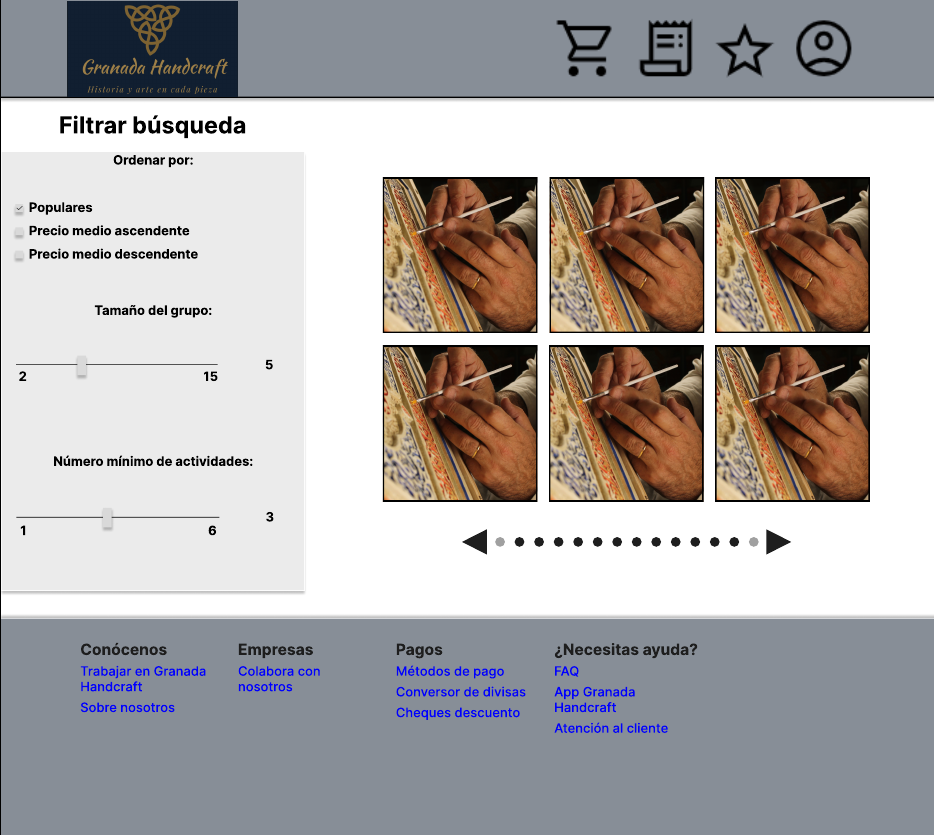 Granada Handcraft
Historia y arte en cada pieza
Filtrar búsqueda
Ordenar por:
Populares
Precio medio ascendente
Precio medio descendente
Tamaño del grupo:
5
2 15
Número mínimo de actividades:
3
1 6
Conócenos
Trabajar en Granada
Handcraft
Sobre nosotros
Empresas
Colabora con
nosotros
Pagos
Métodos de pago
Conversor de divisas
Cheques descuento
¿Necesitas ayuda?
FAQ
App Granada
Handcraft
Atención al cliente